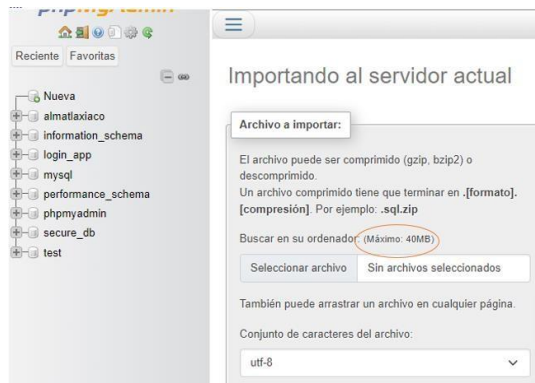 phpMyAdmin
Reciente Favoritas
Nueva
almatlaxiaco
information_schema
login_app
mysql
performance_schema
phpmyadmin
secure_db
test
Importando al servidor actual
Archivo a importar:
El archivo puede ser comprimido (gzip, bzip2) o
descomprimido.
Un archivo comprimido tiene que terminar en .[formato].
[compresión]. Por ejemplo: .sql.zip
Buscar en su ordenador: (Máximo: 40MB)
Seleccionar archivo Sin archivos seleccionados
También puede arrastrar un archivo en cualquier página.
Conjunto de caracteres del archivo:
utf-8